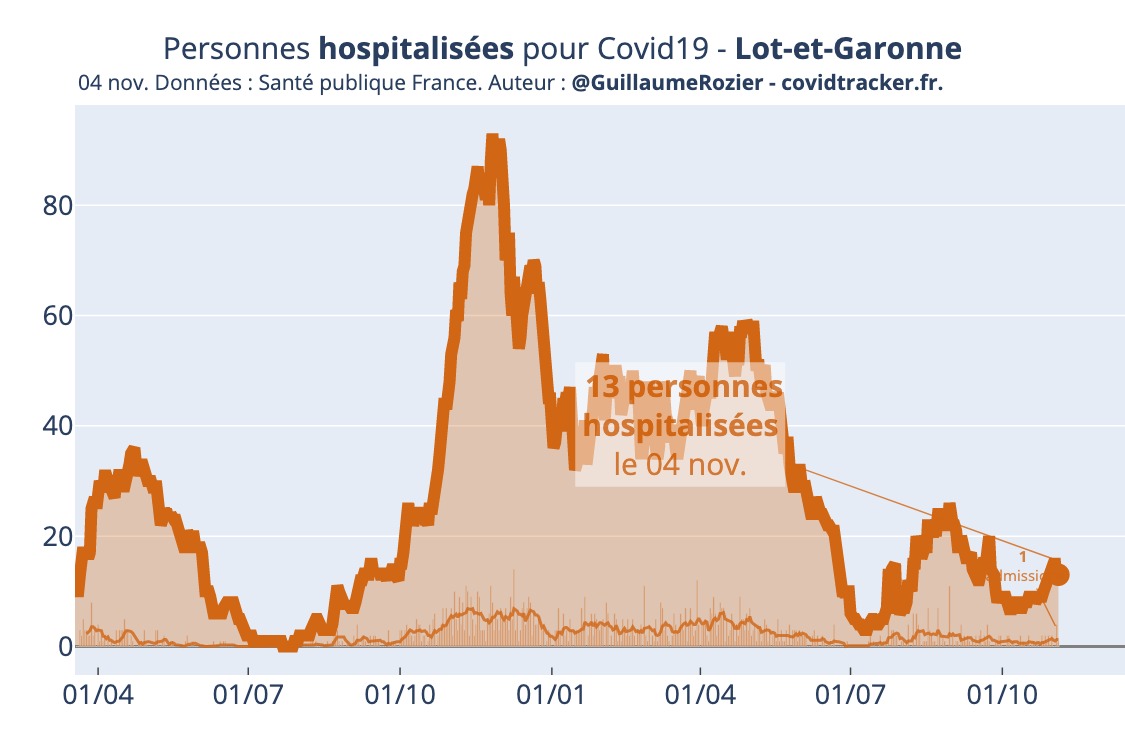 Personnes hospitalisées pour Covid19 - Lot-et-Garonne
04 nov. Données : Santé publique France. Auteur : @GuillaumeRozier - covidtracker.fr.
80
60
40
20
0
13 personnes
hospitalisées
le 04 nov.
1
01/04 01/07 01/10 01/01 01/04 01/07 01/10